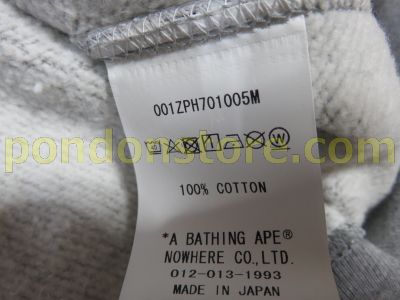 001ZPH701005M
pondonstore.com
100% COTTON
*A BATHING APE®
NOWHERE CO.,LTD.
012-013-1993
MADE IN JAPAN